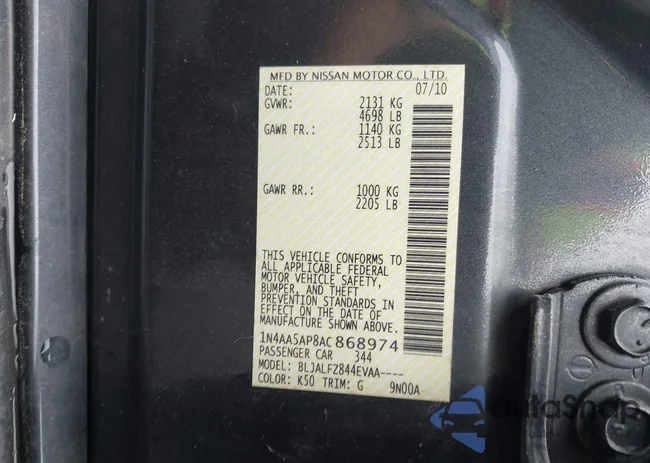 MFD BY NISSAN MOTOR CO., LTD.
DATE: 07/10
GVWR: 2131 KG
4698 LB
GAWR FR.: 1140 KG
2513 LB
GAWR RR.: 1000 KG
2205 LB
THIS VEHICLE CONFORMS TO
ALL APPLICABLE FEDERAL
MOTOR VEHICLE SAFETY,
BUMPER, AND THEFT
PREVENTION STANDARDS IN
EFFECT ON THE DATE OF
MANUFACTURE SHOWN ABOVE.
1N4AA5AP8AC868974
PASSENGER CAR 344
MODEL: BLJALFZ844EVAA----
COLOR: K50 TRIM: G 9N00A
autoShop